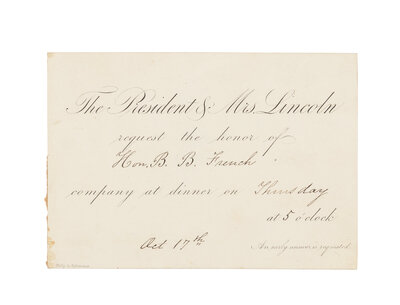 The President & Mrs. Lincoln
request the honor of
Hon. B. B. French
company at dinner on Thursday
at 5 o'clock
Oct 17th
An early answer is requested.